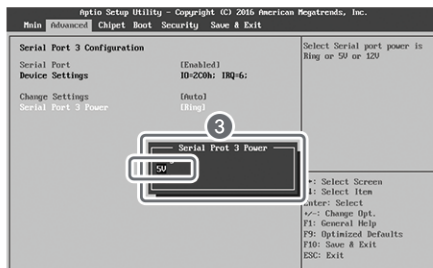 Aptio Setup Utility - Copyright (C) 2016 American Megatrends, Inc.
Mnin Advanced Chipet Boot Security Save & Exit
Serial Port 3 Configuration
Serial Port [Enabled]
Device Settings IO=2C0h; IRQ=6;
Change Settings [Auto]
Serial Port 3 Power [Ring]
Select Serial port power is
Ring or 5V or 12V
3
Serial Prot 3 Power
5V
: Select Screen
: Select Item
nter: Select
+/-: Change Opt.
F1: General Help
F9: Optimized Defaults
F10: Save & Exit
ESC: Exit